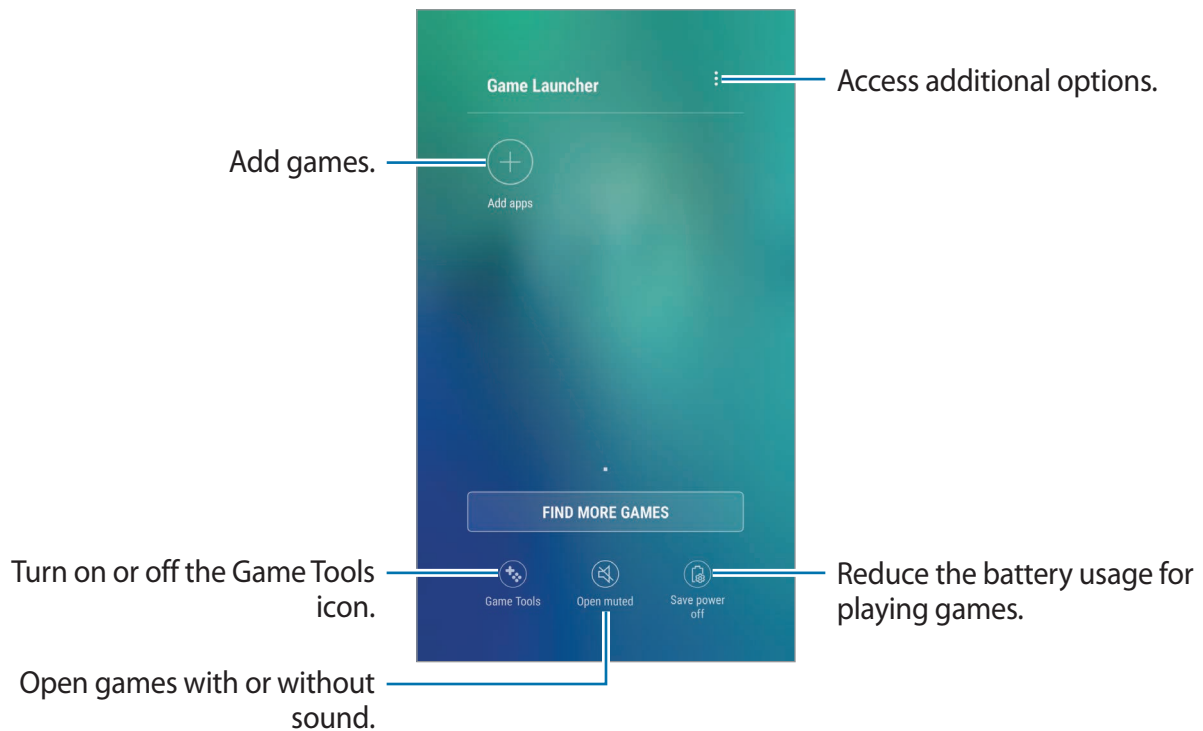 Game Launcher
Access additional options.
Add games.
Add apps
FIND MORE GAMES
Turn on or off the Game Tools
icon.
Game Tools
Open muted
Save power
off
Reduce the battery usage for
playing games.
Open games with or without
sound.